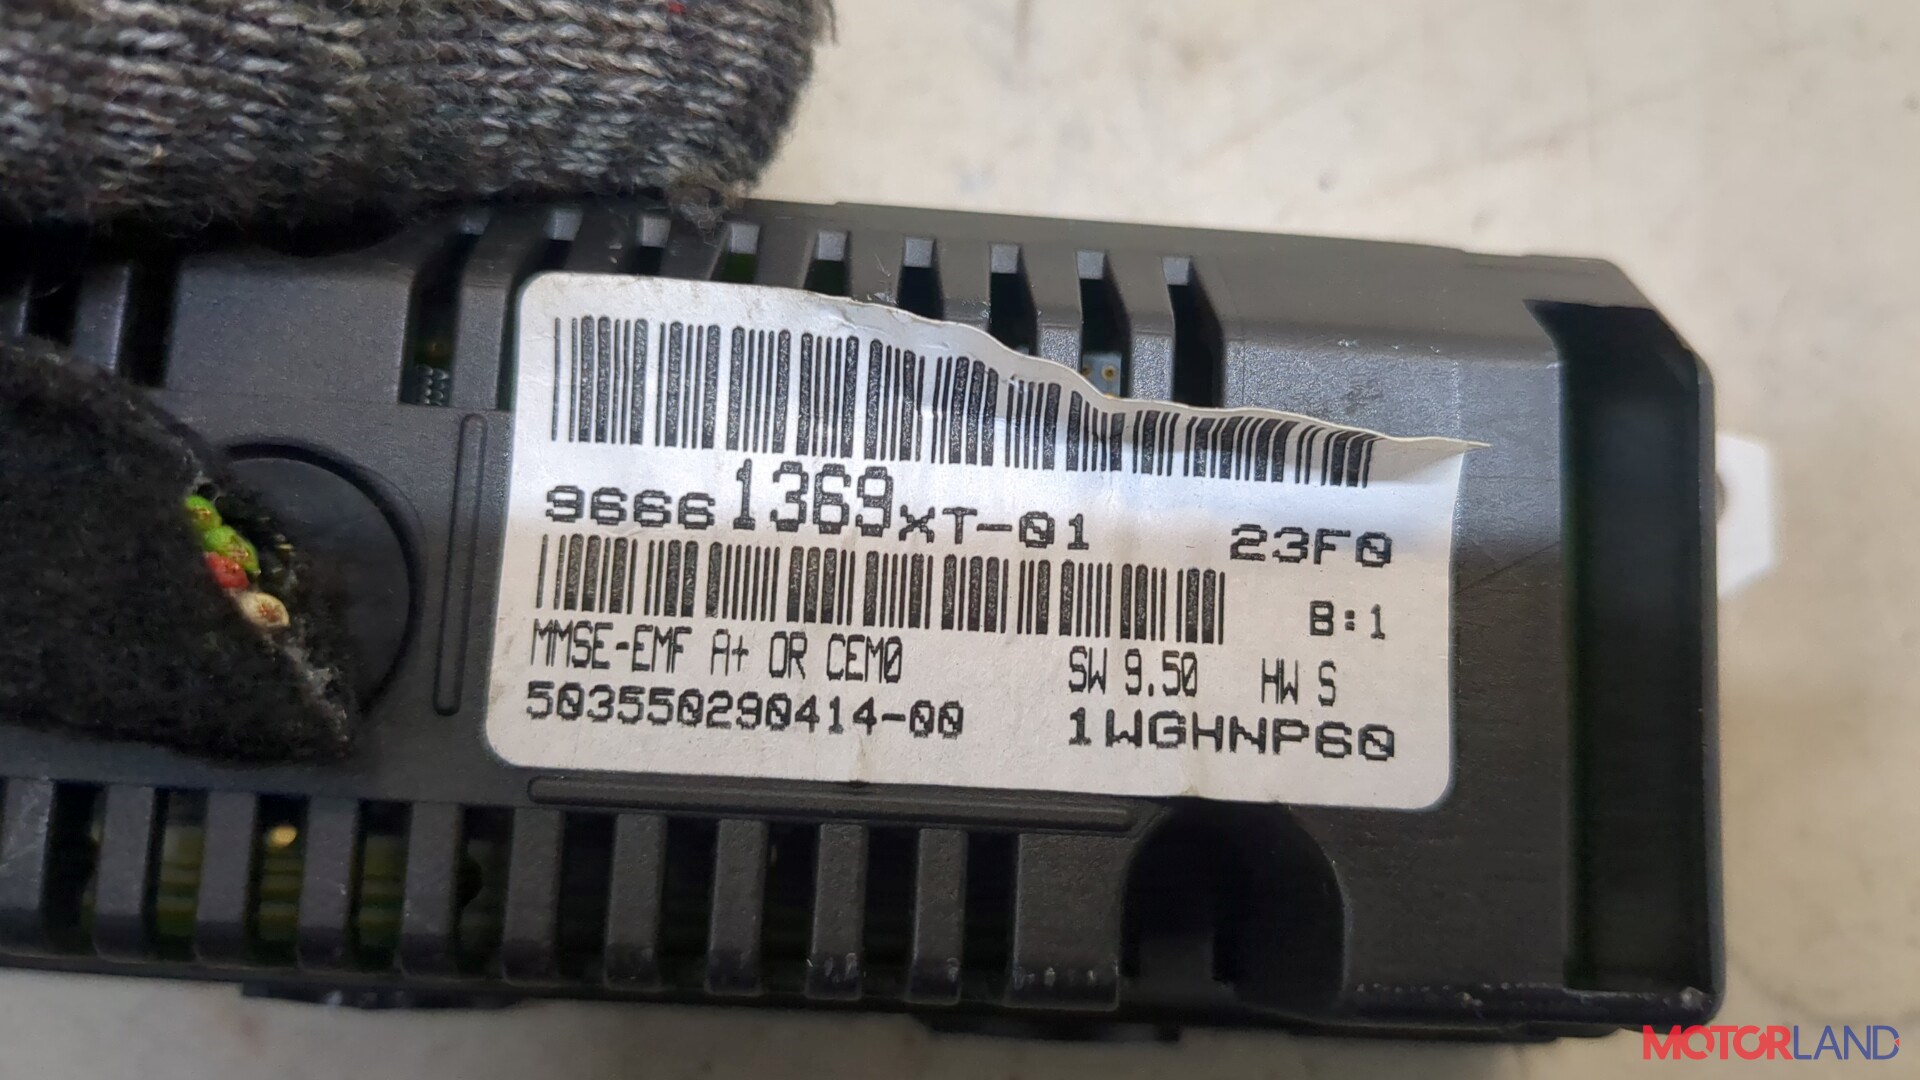 96661369XT-01 23F0
B:1
MMSE-EMF A+ OR CEM0 SW 9.50 HW S
503550290414-00 1WGHNP60
MOTORLAND